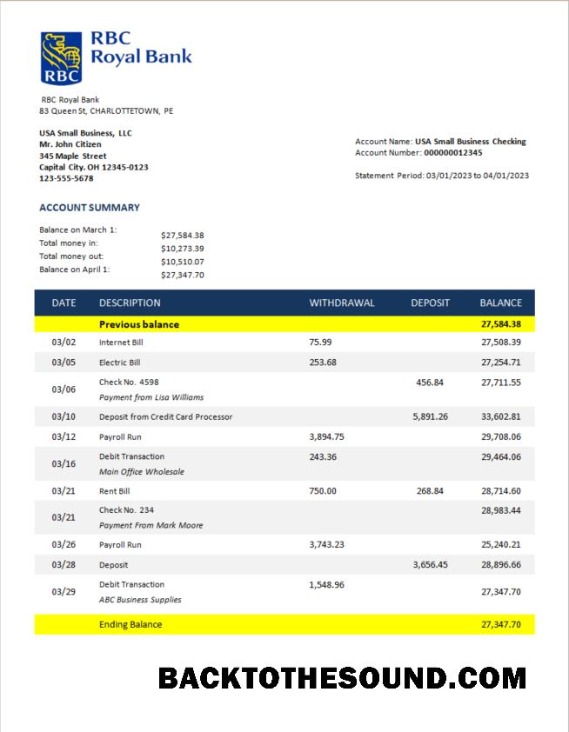 RBC
Royal Bank
RBC
RBC Royal Bank
83 Queen St, CHARLOTTETOWN, PE
USA Small Business, LLC
Mr. John Citizen
345 Maple Street
Capital City. OH 12345-0123
123-555-5678
Account Name: USA Small Business Checking
Account Number: 000000012345
Statement Period: 03/01/2023 to 04/01/2023
ACCOUNT SUMMARY
Balance on March 1: $27,584.38
Total money in: $10,273.39
Total money out: $10,510.07
Balance on April 1: $27,347.70
DATE DESCRIPTION WITHDRAWAL DEPOSIT BALANCE
Previous balance 27,584.38
03/02 Internet Bill 75.99 27,508.39
03/05 Electric Bill 253.68 27,254.71
03/06 Check No. 4598 456.84 27,711.55
Payment from Lisa Williams
03/10 Deposit from Credit Card Processor 5,891.26 33,602.81
03/12 Payroll Run 3,894.75 29,708.06
03/16 Debit Transaction 243.36 29,464.06
Main Office Wholesale
03/21 Rent Bill 750.00 268.84 28,714.60
03/21 Check No. 234 28,983.44
Payment From Mark Moore
03/26 Payroll Run 3,743.23 25,240.21
03/28 Deposit 3,656.45 28,896.66
03/29 Debit Transaction 1,548.96 27,347.70
ABC Business Supplies
Ending Balance 27,347.70
BACKTOTHESOUND.COM